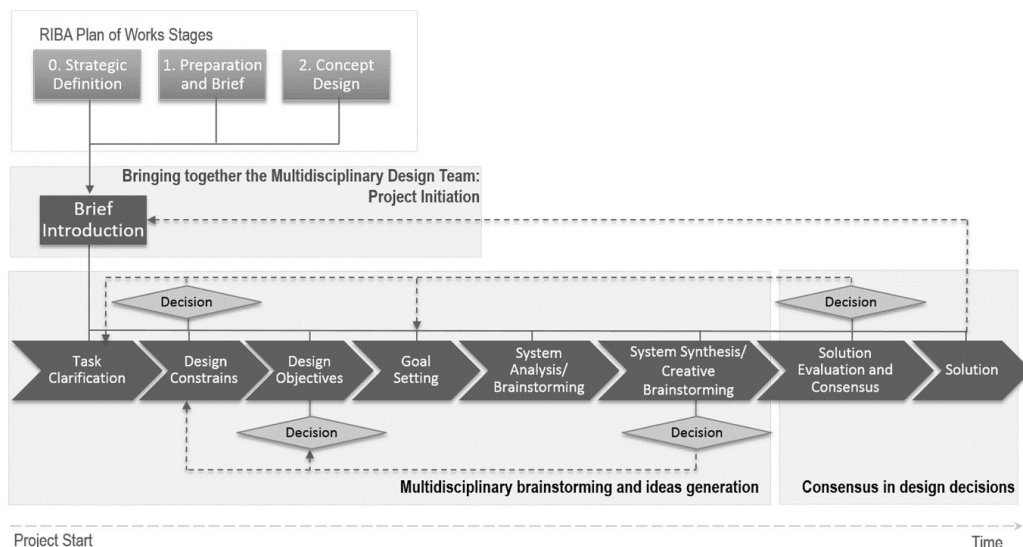 RIBA Plan of Works Stages
0. Strategic
Definition
1. Preparation
and Brief
2. Concept
Design
Bringing together the Multidisciplinary Design Team:
Project Initiation
Brief
Introduction
Decision
Decision
Task
Clarification
Design
Constrains
Design
Objectives
Goal
Setting
System
Analysis/
Brainstorming
System Synthesis/
Creative
Brainstorming
Solution
Evaluation and
Consensus
Solution
Decision
Decision
Multidisciplinary brainstorming and ideas generation
Consensus in design decisions
Project Start
Time